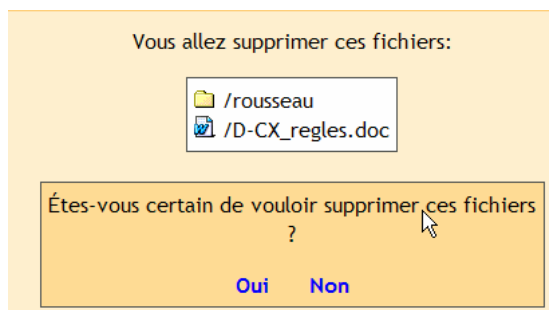 Vous allez supprimer ces fichiers:
/rousseau
/D-CX_regles.doc
Êtes-vous certain de vouloir supprimer ces fichiers
?
Oui Non